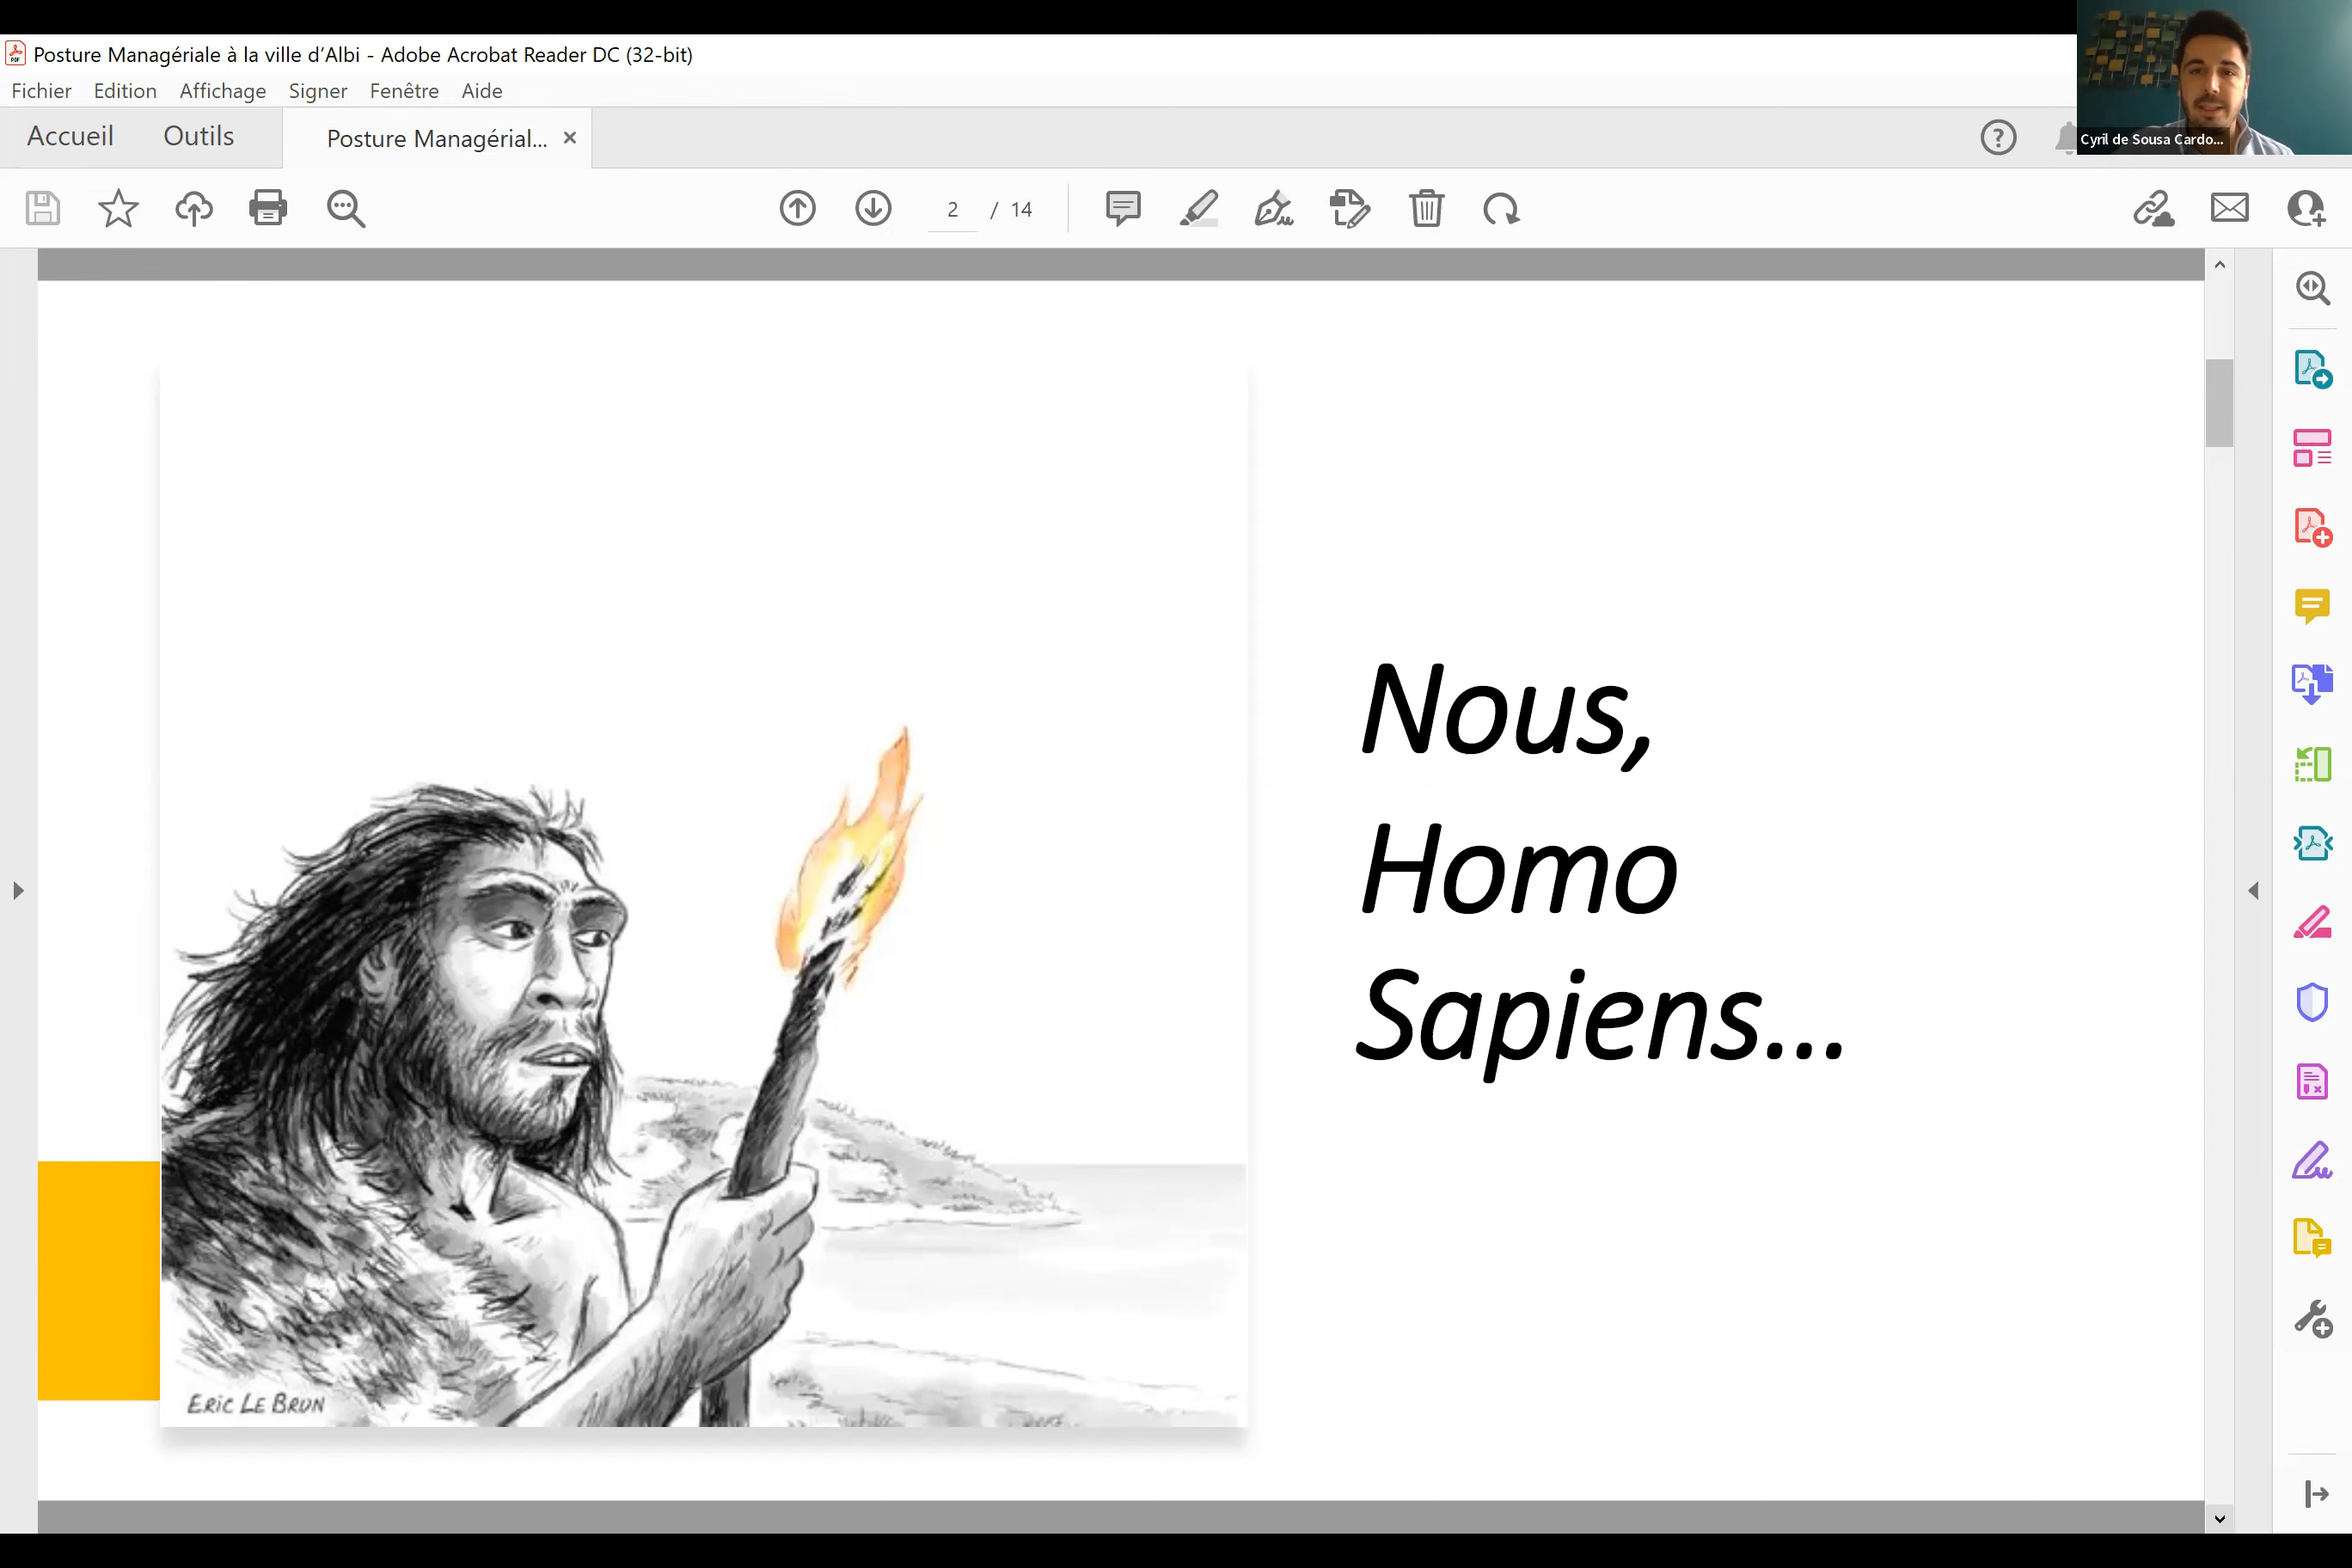 Posture Managériale à la ville d'Albi - Adobe Acrobat Reader DC (32-bit)
Fichier Edition Affichage Signer Fenêtre Aide
Accueil Outils Posture Managérial...
Cyril de Sousa Cardo...
2 / 14
Nous,
Homo
Sapiens...
ERIC LE BRUN